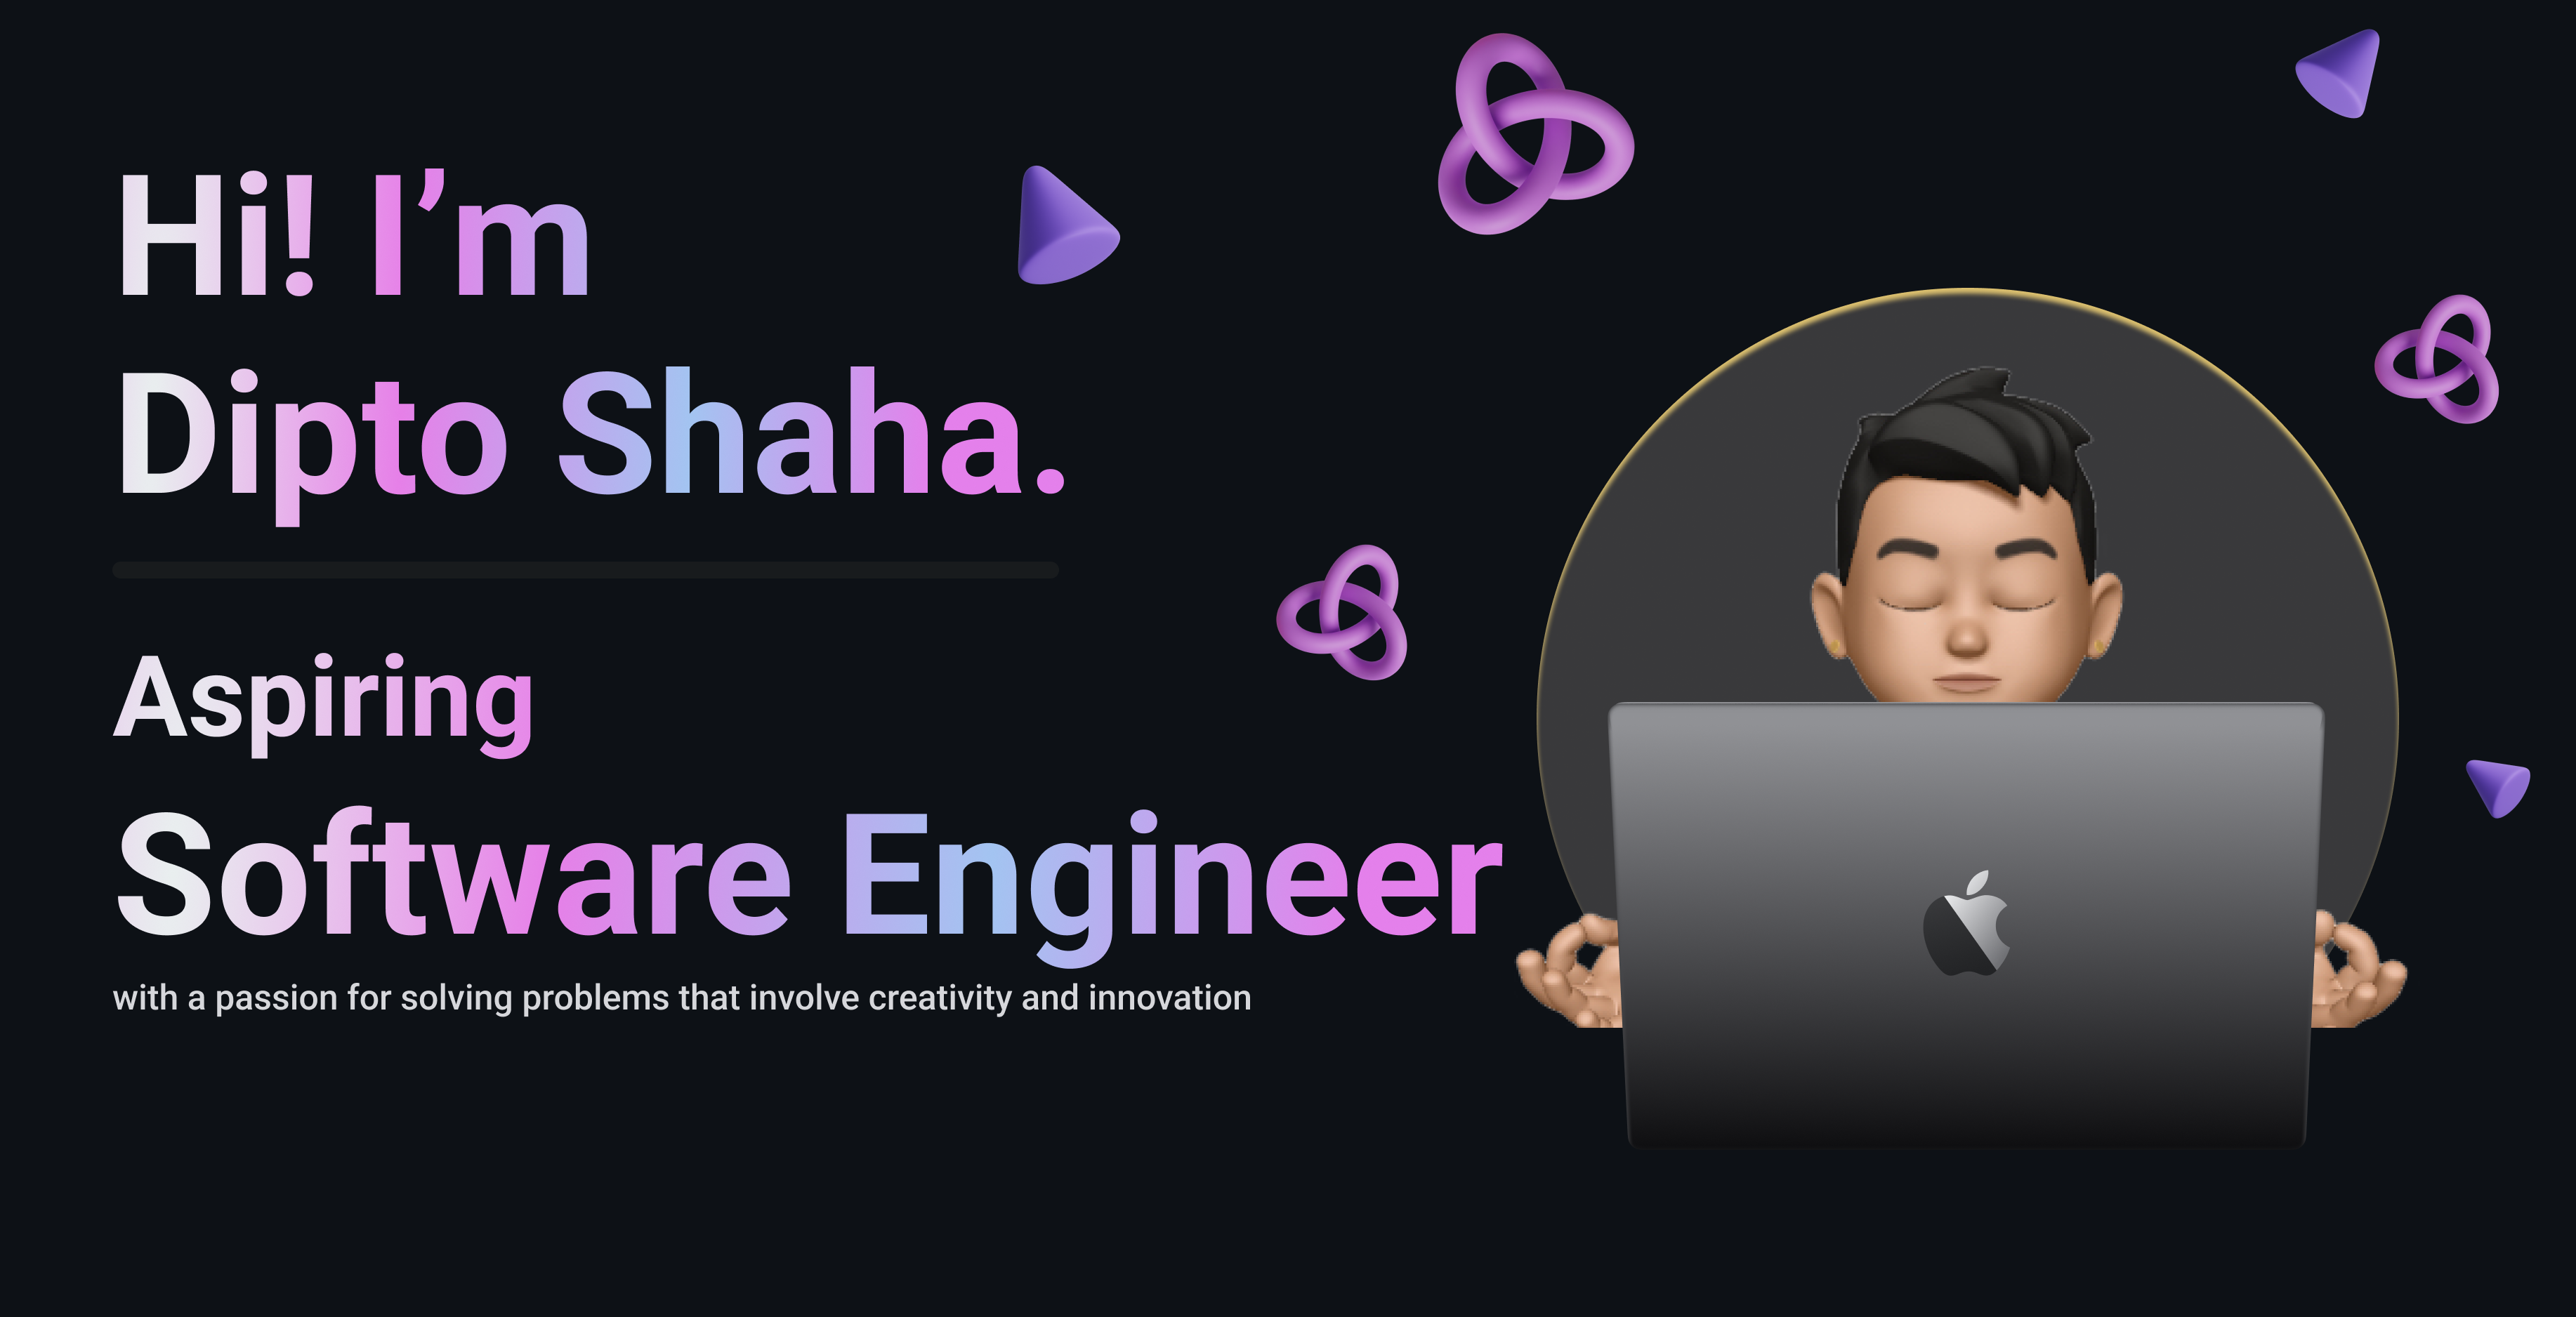 Hi! I’m
Dipto Shaha.
Aspiring
Software Engineer
with a passion for solving problems that involve creativity and innovation